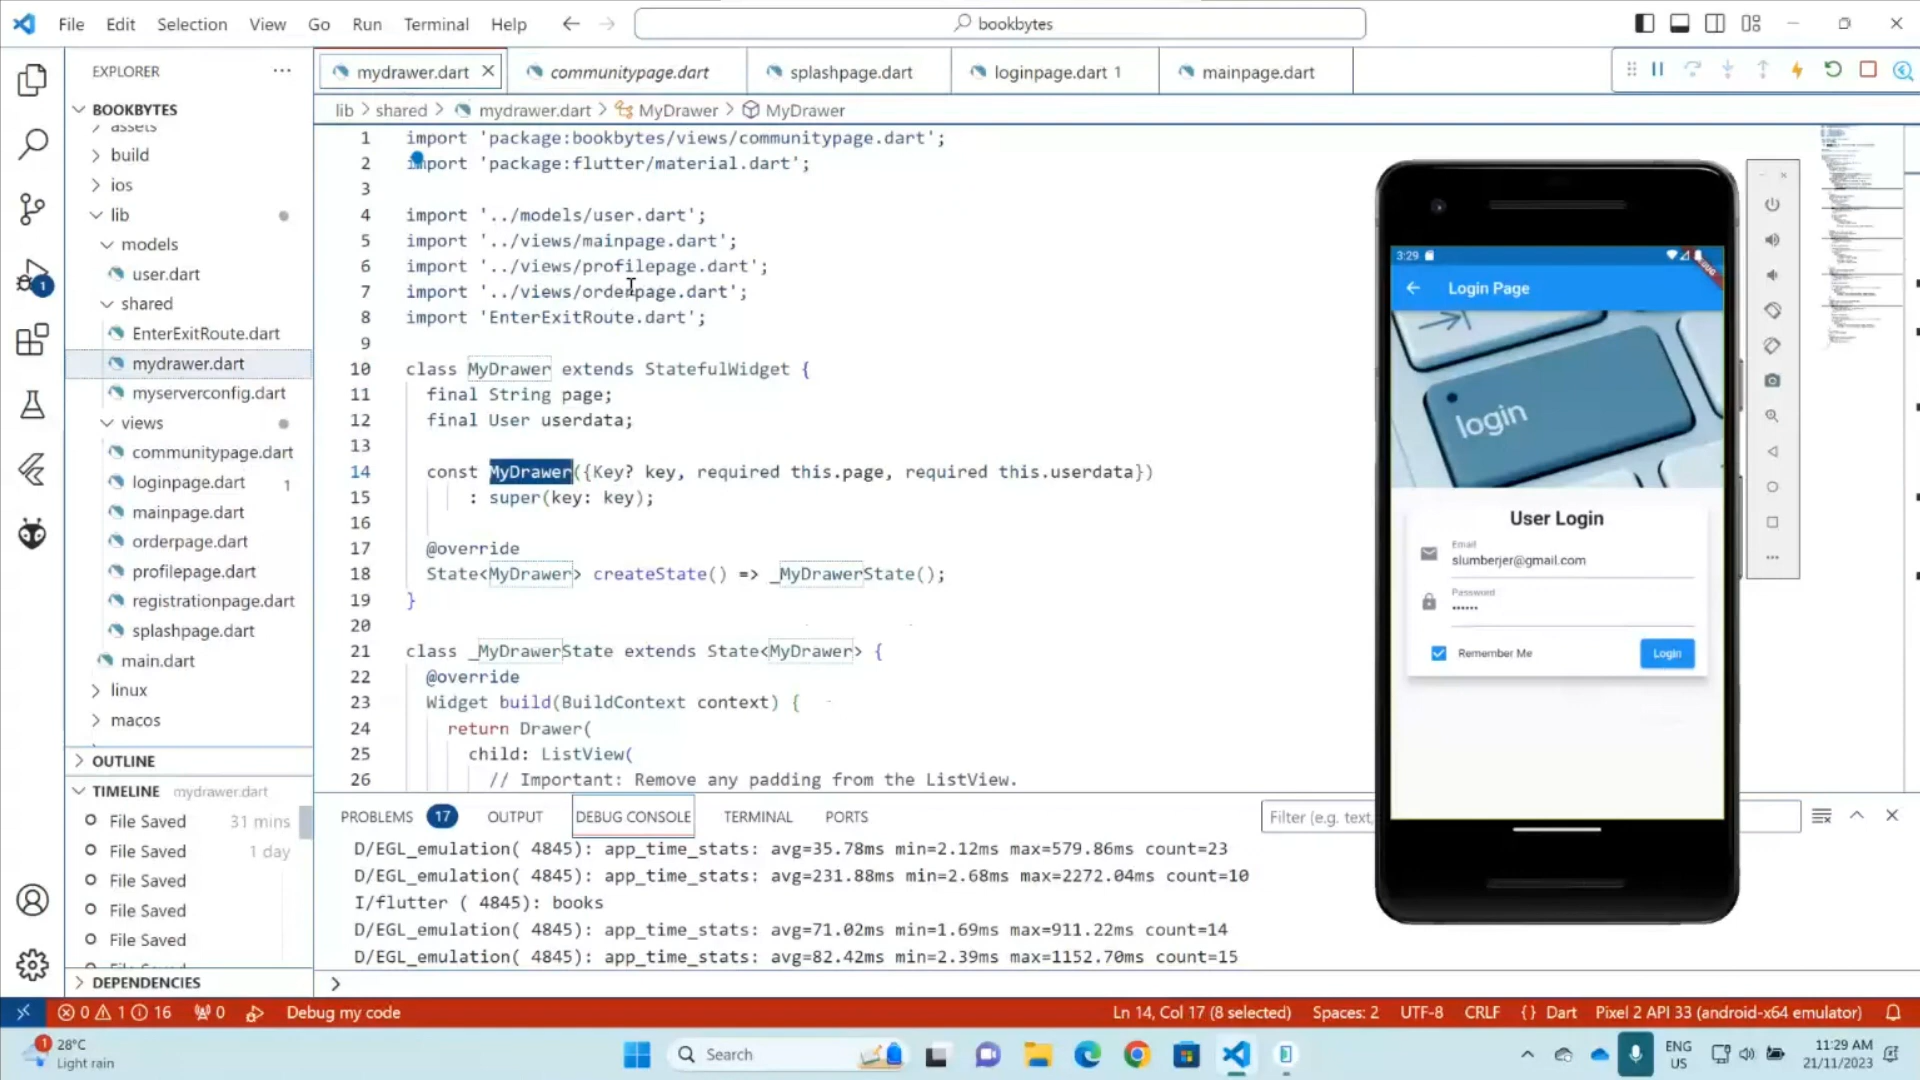 File Edit Selection View Go Run Terminal Help
bookbytes
EXPLORER
mydrawer.dart
communitypage.dart
splashpage.dart
loginpage.dart 1
mainpage.dart
BOOKBYTES
lib > shared > mydrawer.dart > MyDrawer > MyDrawer
assets
build
ios
lib
models
user.dart
shared
EnterExitRoute.dart
mydrawer.dart
myserverconfig.dart
views
communitypage.dart
loginpage.dart 1
mainpage.dart
orderpage.dart
profilepage.dart
registrationpage.dart
splashpage.dart
main.dart
linux
macos
OUTLINE
TIMELINE mydrawer.dart
File Saved 31 mins
File Saved 1 day
File Saved
File Saved
File Saved
DEPENDENCIES
1 import 'package:bookbytes/views/communitypage.dart';
2 import 'package:flutter/material.dart';
3
4 import '../models/user.dart';
5 import '../views/mainpage.dart';
6 import '../views/profilepage.dart';
7 import '../views/orderpage.dart';
8 import 'EnterExitRoute.dart';
9
10 class MyDrawer extends StatefulWidget {
11 final String page;
12 final User userdata;
13
14 const MyDrawer({Key? key, required this.page, required this.userdata})
15 : super(key: key);
16
17 @override
18 State<MyDrawer> createState() => _MyDrawerState();
19 }
20
21 class _MyDrawerState extends State<MyDrawer> {
22 @override
23 Widget build(BuildContext context) {
24 return Drawer(
25 child: ListView(
26 // Important: Remove any padding from the ListView.
3:29
DEBUG
Login Page
login
User Login
Email
slumberjer@gmail.com
Password
••••••
Remember Me
Login
PROBLEMS 17 OUTPUT DEBUG CONSOLE TERMINAL PORTS
Filter (e.g. text,
D/EGL_emulation( 4845): app_time_stats: avg=35.78ms min=2.12ms max=579.86ms count=23
D/EGL_emulation( 4845): app_time_stats: avg=231.88ms min=2.68ms max=2272.04ms count=10
I/flutter ( 4845): books
D/EGL_emulation( 4845): app_time_stats: avg=71.02ms min=1.69ms max=911.22ms count=14
D/EGL_emulation( 4845): app_time_stats: avg=82.42ms min=2.39ms max=1152.70ms count=15
0 1 16 0 Debug my code
Ln 14, Col 17 (8 selected) Spaces: 2 UTF-8 CRLF {} Dart Pixel 2 API 33 (android-x64 emulator)
1
28°C
Light rain
Search
ENG
US
11:29 AM
21/11/2023